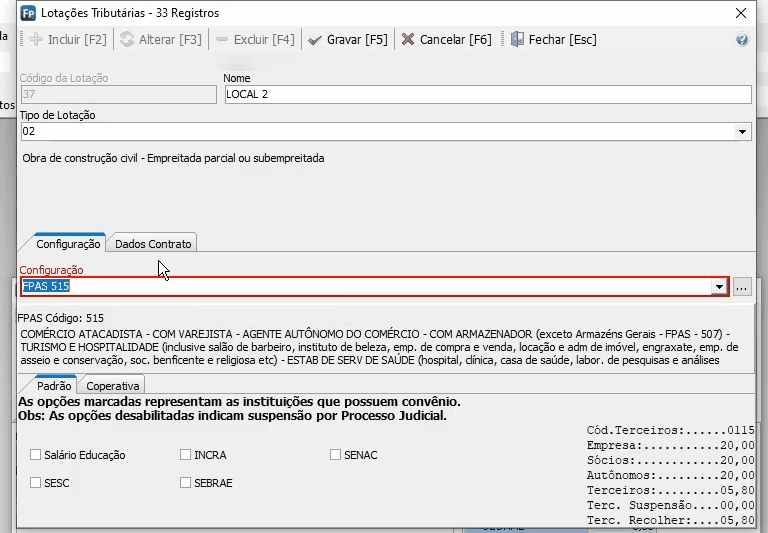 Fp Lotações Tributárias - 33 Registros
Incluir [F2] Alterar [F3] Excluir [F4] Gravar [F5] Cancelar [F6] Fechar [Esc]
Código da Lotação Nome
37 LOCAL 2
Tipo de Lotação
02
Obra de construção civil - Empreitada parcial ou subempreitada
Configuração Dados Contrato
Configuração
FPAS 515 ...
FPAS Código: 515
COMÉRCIO ATACADISTA - COM VAREJISTA - AGENTE AUTÔNOMO DO COMÉRCIO - COM ARMAZENADOR (exceto Armazéns Gerais - FPAS - 507) -
TURISMO E HOSPITALIDADE (inclusive salão de barbeiro, instituto de beleza, emp. de compra e venda, locação e adm de imóvel, engraxate, emp. de
asseio e conservação, soc. benficente e religiosa etc) - ESTAB DE SERV DE SAÚDE (hospital, clínica, casa de saúde, labor. de pesquisas e análises
Padrão Cooperativa
As opções marcadas representam as instituições que possuem convênio.
Obs: As opções desabilitadas indicam suspensão por Processo Judicial.
Salário Educação INCRA SENAC
SESC SEBRAE
Cód.Terceiros:......0115
Empresa:...........20,00
Sócios:............20,00
Autônomos:.........20,00
Terceiros:.........05,80
Terc. Suspensão....00,00
Terc. Recolher:....05,80